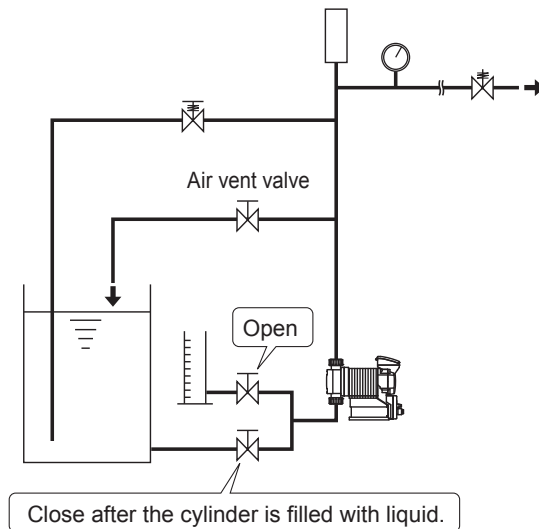 Air vent valve
Open
Close after the cylinder is filled with liquid.